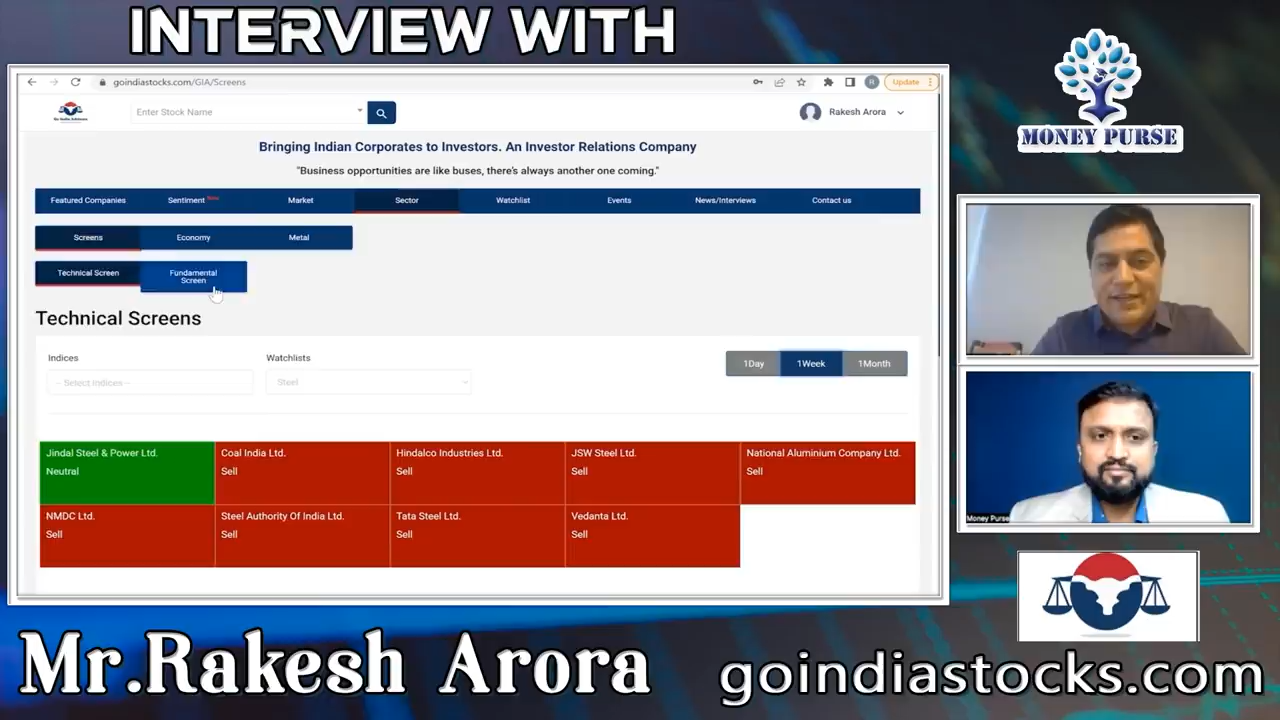 INTERVIEW WITH
MONEY PURSE
goindiastocks.com/GIA/Screens
R
Update
Enter Stock Name
Rakesh Arora
Bringing Indian Corporates to Investors. An Investor Relations Company
"Business opportunities are like buses, there's always another one coming."
Featured Companies
Sentiment New
Market
Sector
Watchlist
Events
News/Interviews
Contact us
Screens
Economy
Metal
Technical Screen
Fundamental
Screen
Technical Screens
Indices
Watchlists
-- Select Indices --
Steel
1Day
1Week
1Month
Jindal Steel & Power Ltd.
Neutral
Coal India Ltd.
Sell
Hindalco Industries Ltd.
Sell
JSW Steel Ltd.
Sell
National Aluminium Company Ltd.
Sell
NMDC Ltd.
Sell
Steel Authority Of India Ltd.
Sell
Tata Steel Ltd.
Sell
Vedanta Ltd.
Sell
Money Purse
Mr.Rakesh Arora
goindiastocks.com